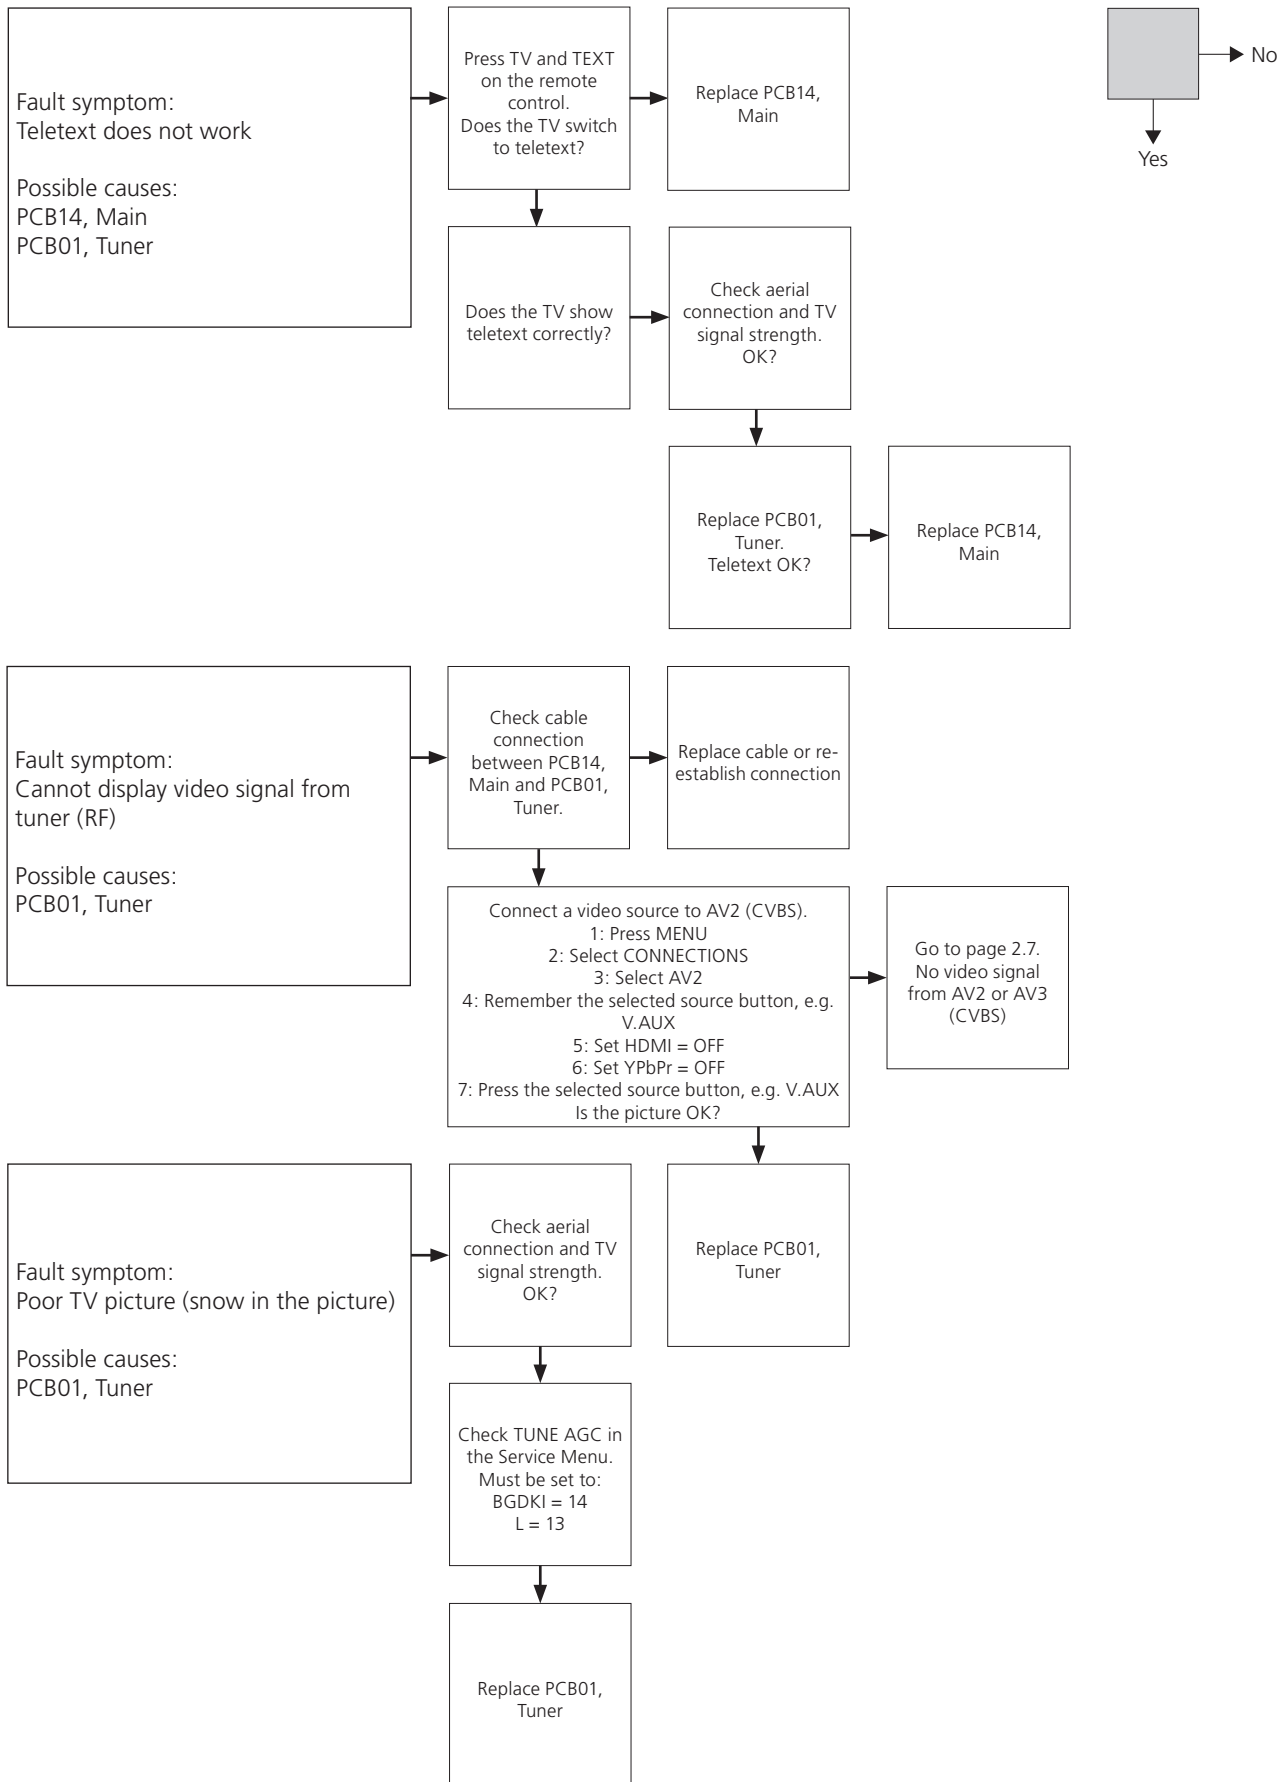 Fault symptom:
Teletext does not work
Possible causes:
PCB14, Main
PCB01, Tuner
Press TV and TEXT
on the remote
control.
Does the TV switch
to teletext?
Replace PCB14,
Main
No
Yes
Does the TV show
teletext correctly?
Check aerial
connection and TV
signal strength.
OK?
Replace PCB01,
Tuner.
Teletext OK?
Replace PCB14,
Main
Fault symptom:
Cannot display video signal from
tuner (RF)
Possible causes:
PCB01, Tuner
Check cable
connection
between PCB14,
Main and PCB01,
Tuner.
Replace cable or re-
establish connection
Connect a video source to AV2 (CVBS).
1: Press MENU
2: Select CONNECTIONS
3: Select AV2
4: Remember the selected source button, e.g.
V.AUX
5: Set HDMI = OFF
6: Set YPbPr = OFF
7: Press the selected source button, e.g. V.AUX
Is the picture OK?
Go to page 2.7.
No video signal
from AV2 or AV3
(CVBS)
Replace PCB01,
Tuner
Fault symptom:
Poor TV picture (snow in the picture)
Possible causes:
PCB01, Tuner
Check aerial
connection and TV
signal strength.
OK?
Check TUNE AGC in
the Service Menu.
Must be set to:
BGDKI = 14
L = 13
Replace PCB01,
Tuner